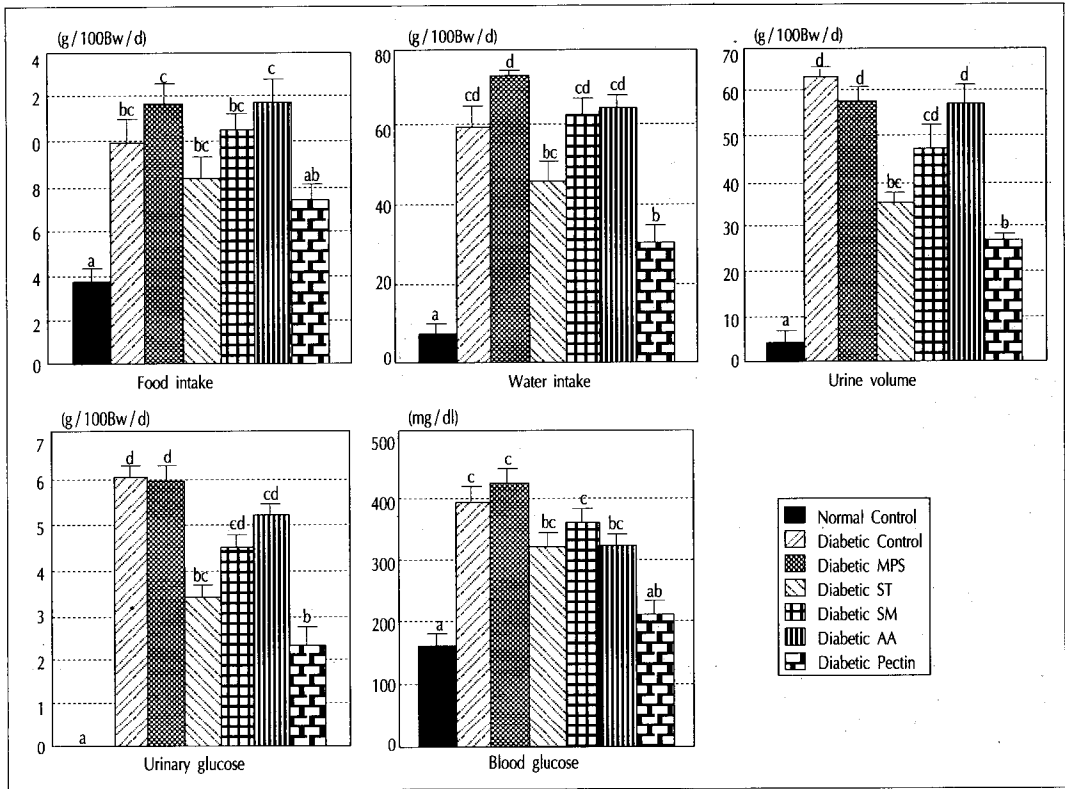 (g/100Bw/d)
4
2
0
8
6
4
2
0
a
bc
c
bc
bc
c
ab
Food intake
(g/100Bw/d)
80
60
40
20
0
a
cd
d
bc
cd
cd
b
Water intake
(g/100Bw/d)
70
60
50
40
30
20
10
0
a
d
d
bc
cd
d
b
Urine volume
(g/100Bw/d)
7
6
5
4
3
2
1
0
a
d
d
bc
cd
cd
b
Urinary glucose
(mg/dl)
500
400
300
200
100
0
a
c
c
bc
c
bc
ab
Blood glucose
Normal Control
Diabetic Control
Diabetic MPS
Diabetic ST
Diabetic SM
Diabetic AA
Diabetic Pectin